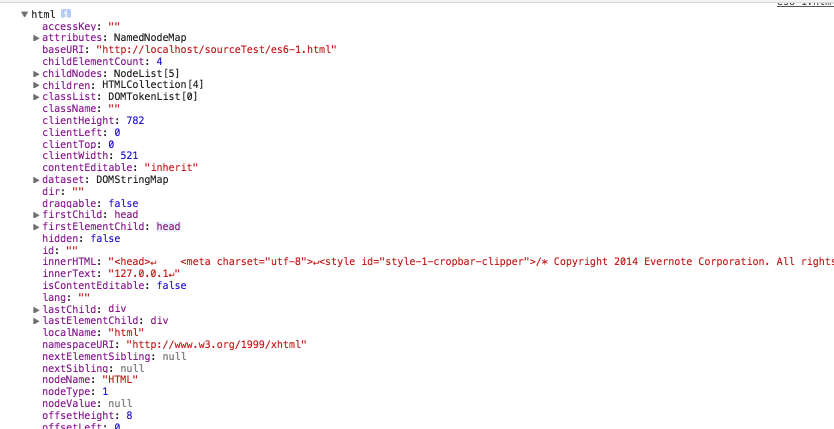 html
accessKey: ""
attributes: NamedNodeMap
baseURI: "http://localhost/sourceTest/es6-1.html"
childElementCount: 4
childNodes: NodeList[5]
children: HTMLCollection[4]
classList: DOMTokenList[0]
className: ""
clientHeight: 782
clientLeft: 0
clientTop: 0
clientWidth: 521
contentEditable: "inherit"
dataset: DOMStringMap
dir: ""
draggable: false
firstChild: head
firstElementChild: head
hidden: false
id: ""
innerHTML: "<head>↵    <meta charset="utf-8">↵<style id="style-1-cropbar-clipper">/* Copyright 2014 Evernote Corporation. All rights
innerText: "127.0.0.1↵"
isContentEditable: false
lang: ""
lastChild: div
lastElementChild: div
localName: "html"
namespaceURI: "http://www.w3.org/1999/xhtml"
nextElementSibling: null
nextSibling: null
nodeName: "HTML"
nodeType: 1
nodeValue: null
offsetHeight: 8
offsetLeft: 0